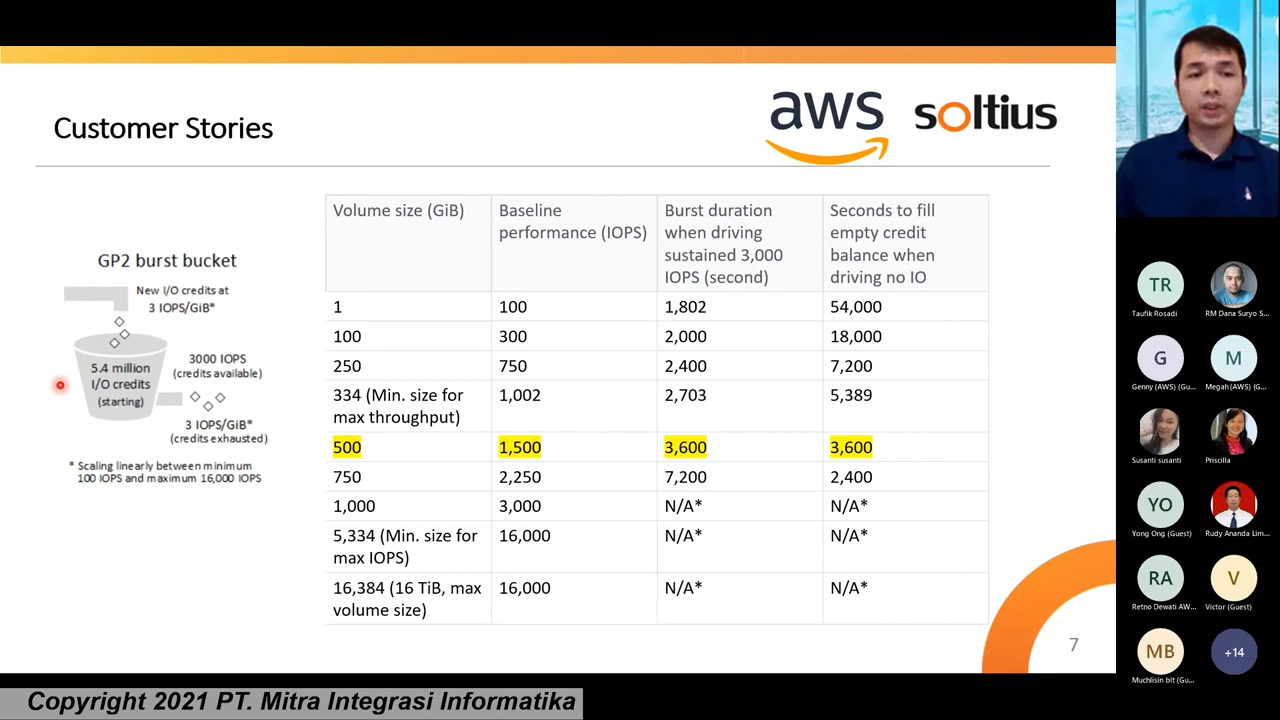 Customer Stories
aws
soltius
GP2 burst bucket
New I/O credits at
3 IOPS/GiB*
5.4 million
I/O credits
(starting)
3000 IOPS
(credits available)
3 IOPS/GiB*
(credits exhausted)
* Scaling linearly between minimum
100 IOPS and maximum 16,000 IOPS
Volume size (GiB)
Baseline
performance (IOPS)
Burst duration
when driving
sustained 3,000
IOPS (second)
Seconds to fill
empty credit
balance when
driving no IO
1
100
1,802
54,000
100
300
2,000
18,000
250
750
2,400
7,200
334 (Min. size for
max throughput)
1,002
2,703
5,389
500
1,500
3,600
3,600
750
2,250
7,200
2,400
1,000
3,000
N/A*
N/A*
5,334 (Min. size for
max IOPS)
16,000
N/A*
N/A*
16,384 (16 TiB, max
volume size)
16,000
N/A*
N/A*
7
TR
Taufik Rosadi
RM Dana Suryo S...
G
Genny (AWS) (Gu...
M
Megah (AWS) (G...
Susanti susanti
Priscilla
YO
Yong Ong (Guest)
Rudy Ananda Lim...
RA
Retno Dewati AW...
V
Victor (Guest)
MB
Muchlisin blt (Gu...
+14
Copyright 2021 PT. Mitra Integrasi Informatika